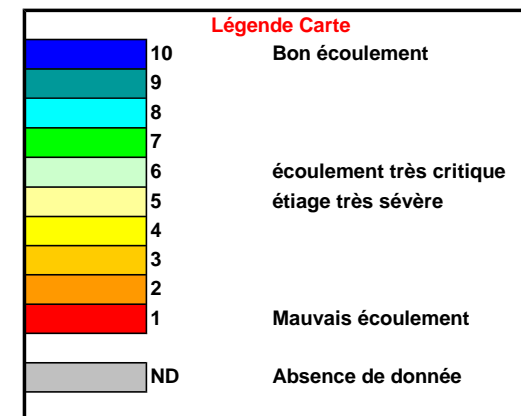 Légende Carte
10 Bon écoulement
9
8
7
6 écoulement très critique
5 étiage très sévère
4
3
2
1 Mauvais écoulement
ND Absence de donnée